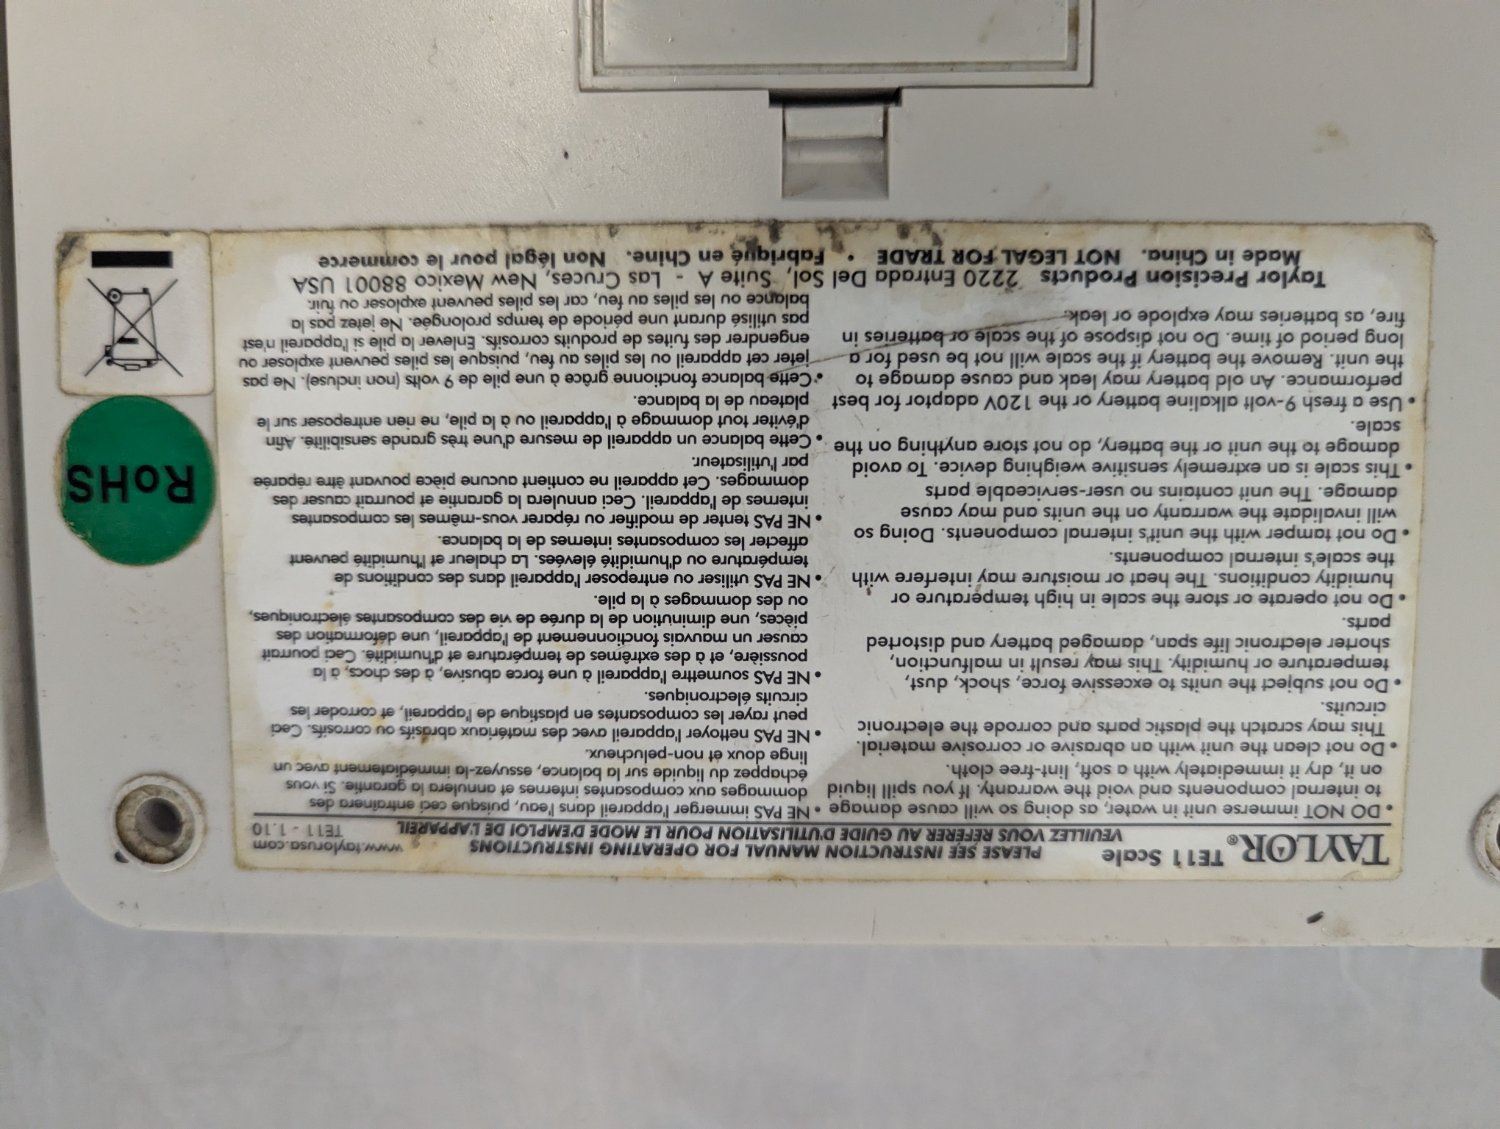 TAYLOR® TE11 Scale
PLEASE SEE INSTRUCTION MANUAL FOR OPERATING INSTRUCTIONS
www.taylorusa.com
VEUILLEZ VOUS RÉFÉRER AU GUIDE D'UTILISATION POUR LE MODE D'EMPLOI DE L'APPAREIL
TE11 - 1.10
• DO NOT immerse unit in water, as doing so will cause damage
to internal components and void the warranty. If you spill liquid
on it, dry it immediately with a soft, lint-free cloth.
• Do not clean the unit with an abrasive or corrosive material.
This may scratch the plastic parts and corrode the electronic
circuits.
• Do not subject the units to excessive force, shock, dust,
temperature or humidity. This may result in malfunction,
shorter electronic life span, damaged battery and distorted
parts.
• Do not operate or store the scale in high temperature or
humidity conditions. The heat or moisture may interfere with
the scale's internal components.
• Do not tamper with the unit's internal components. Doing so
will invalidate the warranty on the units and may cause
damage. The unit contains no user-serviceable parts
• This scale is an extremely sensitive weighing device. To avoid
damage to the unit or the battery, do not store anything on the
scale.
• Use a fresh 9-volt alkaline battery or the 120V adaptor for best
performance. An old battery may leak and cause damage to
the unit. Remove the battery if the scale will not be used for a
long period of time. Do not dispose of the scale or batteries in
fire, as batteries may explode or leak.
• NE PAS immerger l'appareil dans l'eau, puisque ceci entraînera des
dommages aux composantes internes et annulera la garantie. Si vous
échappez du liquide sur la balance, essuyez-la immédiatement avec un
linge doux et non-pelucheux.
• NE PAS nettoyer l'appareil avec des matériaux abrasifs ou corrosifs. Ceci
peut rayer les composantes en plastique de l'appareil, et corroder les
circuits électroniques.
• NE PAS soumettre l'appareil à une force abusive, à des chocs, à la
poussière, et à des extrêmes de température et d'humidité. Ceci pourrait
causer un mauvais fonctionnement de l'appareil, une déformation des
pièces, une diminution de la durée de vie des composantes électroniques,
ou des dommages à la pile.
• NE PAS utiliser ou entreposer l'appareil dans des conditions de
température ou d'humidité élevées. La chaleur et l'humidité peuvent
affecter les composantes internes de la balance.
• NE PAS tenter de modifier ou réparer vous-mêmes les composantes
internes de l'appareil. Ceci annulera la garantie et pourrait causer des
dommages. Cet appareil ne contient aucune pièce pouvant être réparée
par l'utilisateur.
• Cette balance un appareil de mesure d'une très grande sensibilité. Afin
d'éviter tout dommage à l'appareil ou à la pile, ne rien entreposer sur le
plateau de la balance.
• Cette balance fonctionne grâce à une pile de 9 volts (non incluse). Ne pas
jeter cet appareil ou les piles au feu, puisque les piles peuvent exploser ou
engendrer des fuites de produits corrosifs. Enlever la pile si l'appareil n'est
pas utilisé durant une période de temps prolongée. Ne jetez pas la
balance ou les piles au feu, car les piles peuvent exploser ou fuir.
Taylor Precision Products 2220 Entrada Del Sol, Suite A - Las Cruces, New Mexico 88001 USA
Made in China. NOT LEGAL FOR TRADE • Fabriqué en Chine. Non légal pour le commerce
RoHS